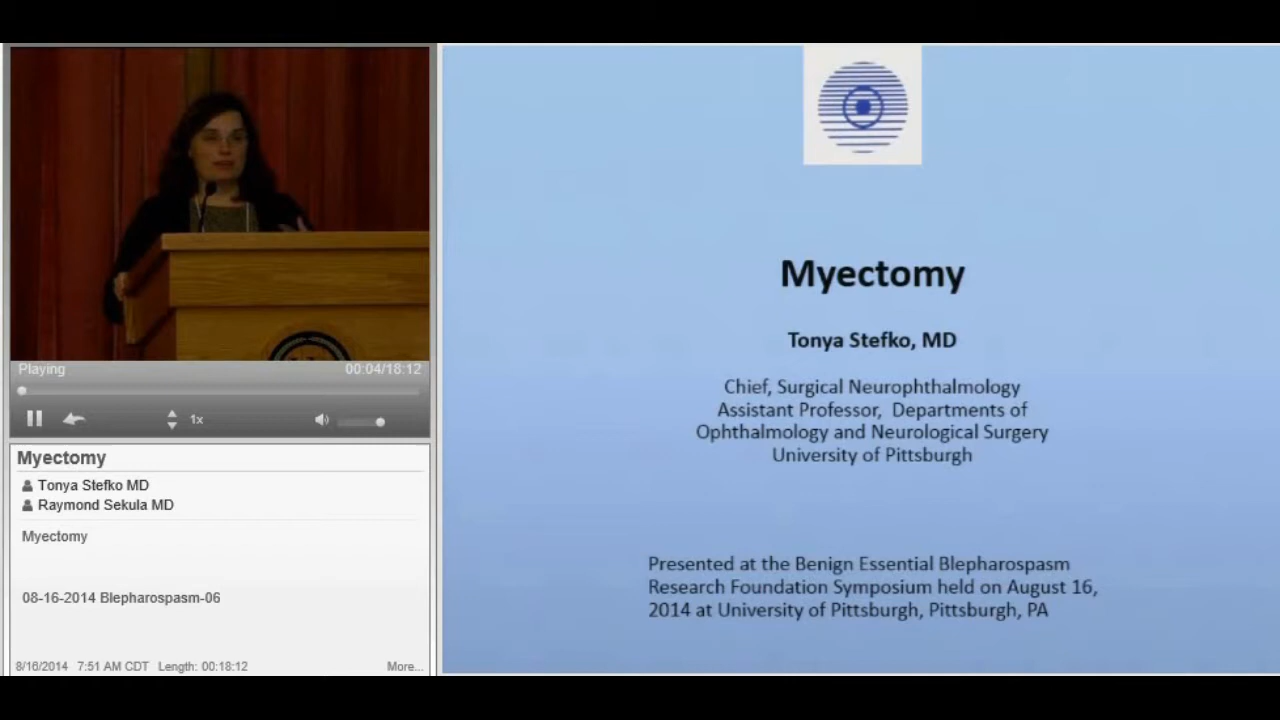 Playing
00:04/18:12
1x
Myectomy
Tonya Stefko MD
Raymond Sekula MD
Myectomy
08-16-2014 Blepharospasm-06
8/16/2014 7:51 AM CDT Length: 00:18:12 More...
Myectomy
Tonya Stefko, MD
Chief, Surgical Neurophthalmology
Assistant Professor, Departments of
Ophthalmology and Neurological Surgery
University of Pittsburgh
Presented at the Benign Essential Blepharospasm
Research Foundation Symposium held on August 16,
2014 at University of Pittsburgh, Pittsburgh, PA